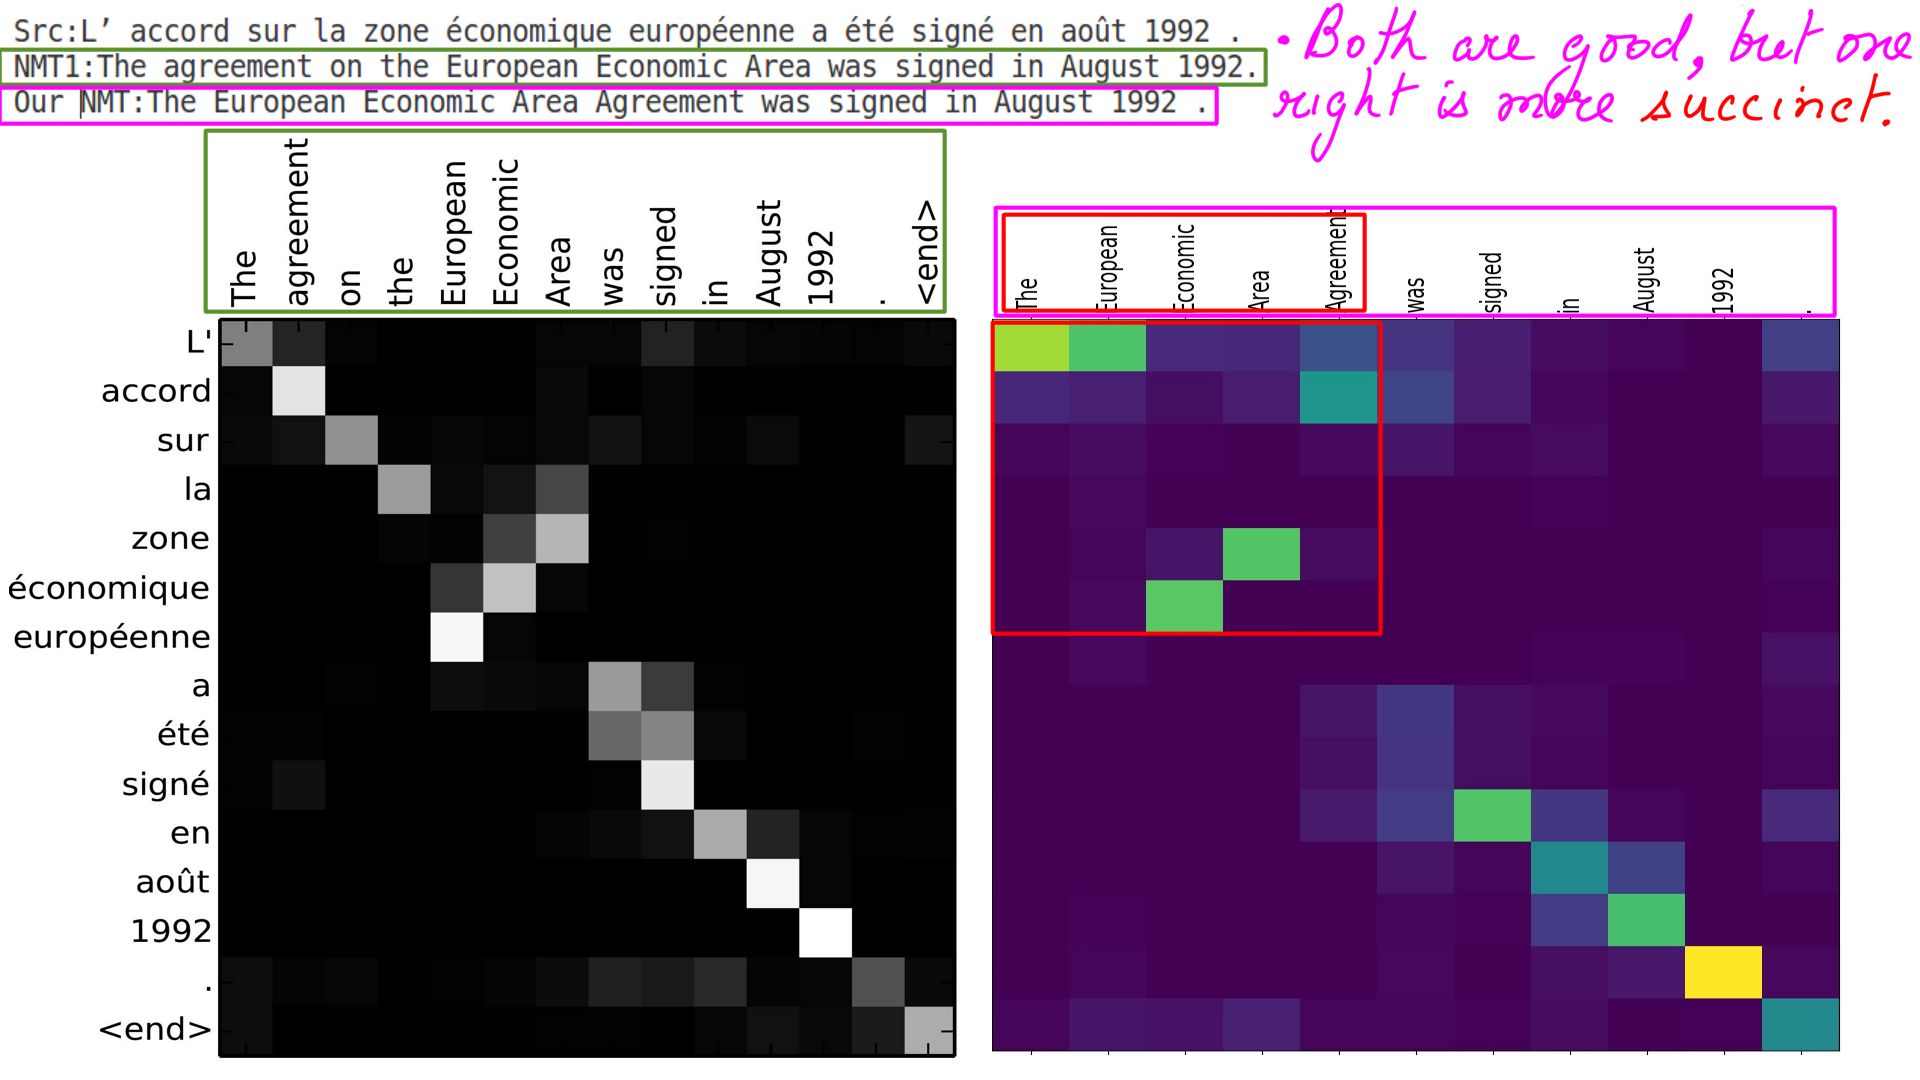 Src:L’ accord sur la zone économique européenne a été signé en août 1992 .
NMT1:The agreement on the European Economic Area was signed in August 1992.
Our NMT:The European Economic Area Agreement was signed in August 1992 .
· Both are good, but one
right is more succinct.
The
agreement
on
the
European
Economic
Area
was
signed
in
August
1992
.
<end>
The
European
Economic
Area
Agreement
was
signed
in
August
1992
.
L'
accord
sur
la
zone
économique
européenne
a
été
signé
en
août
1992
.
<end>